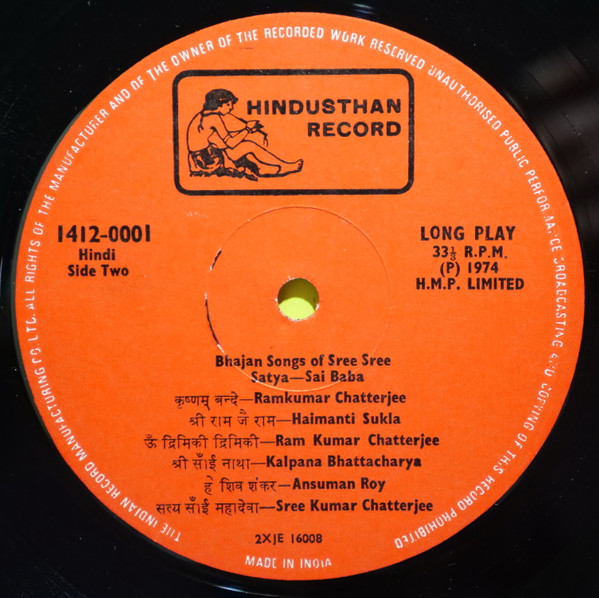 THE INDIAN RECORD MANUFACTURING CO. LTD. ALL RIGHTS OF THE MANUFACTURER AND OF THE OWNER OF THE RECORDED WORK RESERVED UNAUTHORISED PUBLIC PERFORMANCE BROADCASTING AND COPYING OF THIS RECORD PROHIBITED
HINDUSTHAN
RECORD
1412-0001
Hindi
Side Two
LONG PLAY
33⅓ R.P.M.
(P) 1974
H.M.P. LIMITED
Bhajan Songs of Sree Sree
Satya—Sai Baba
कृष्णम् बन्दे—Ramkumar Chatterjee
श्री राम जै राम—Haimanti Sukla
ऊँ द्रिमिकी द्रिमिकी—Ram Kumar Chatterjee
श्री साँई नाथा—Kalpana Bhattacharya
हे शिव शंकर—Ansuman Roy
सत्य साँई महादेवा—Sree Kumar Chatterjee
2XJE 16008
MADE IN INDIA